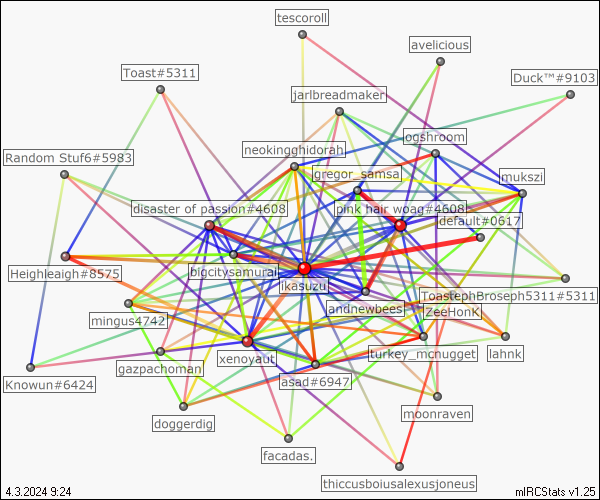 tescoroll
avelicious
Toast#5311
Duck™#9103
jarlbreadmaker
ogshroom
neokingghidorah
Random Stuf6#5983
gregor_samsa
mukszi
disaster of passion#4608
pink hair woag#4608
default#0617
Heighleaigh#8575
bigcitysamurai
ikasuzu
ToastephBroseph5311#5311
andnewbees
ZeeHonK
mingus4742
xenoyaut
turkey_mcnugget
lahnk
gazpachoman
Knowun#6424
asad#6947
moonraven
doggerdig
facadas.
thiccusboiusalexusjoneus
4.3.2024 9:24
mIRCStats v1.25